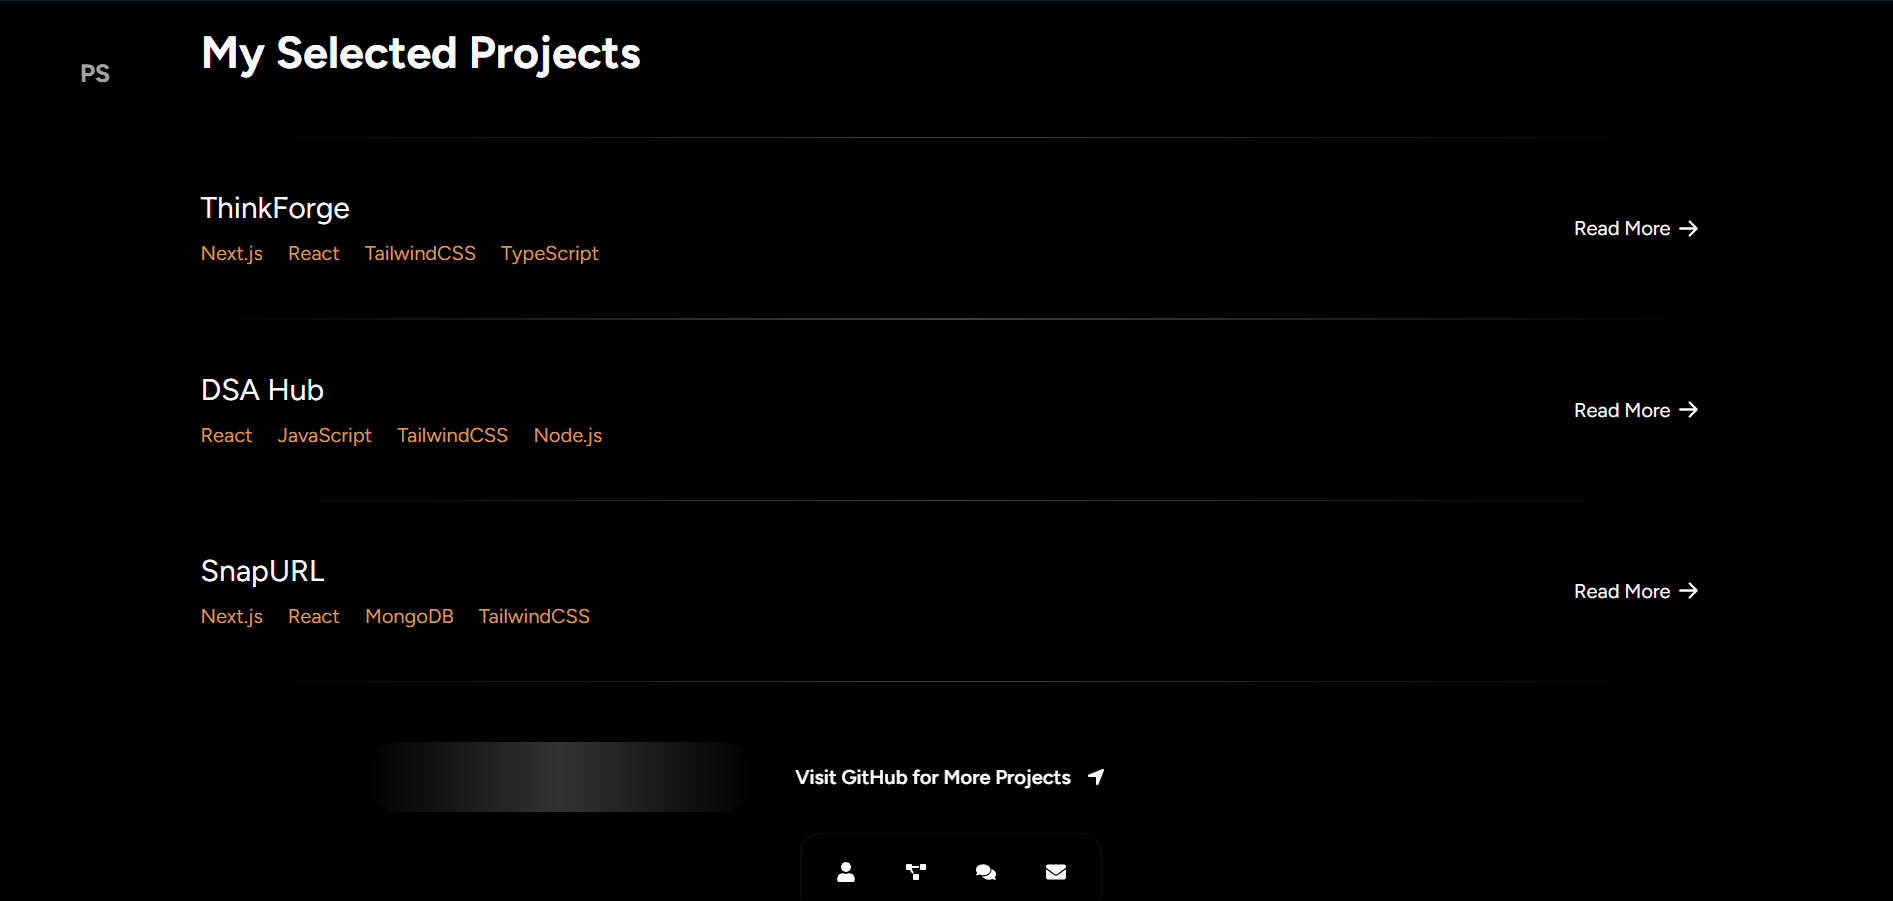 My Selected Projects
PS
ThinkForge
Next.js React TailwindCSS TypeScript
Read More
DSA Hub
React JavaScript TailwindCSS Node.js
Read More
SnapURL
Next.js React MongoDB TailwindCSS
Read More
Visit GitHub for More Projects